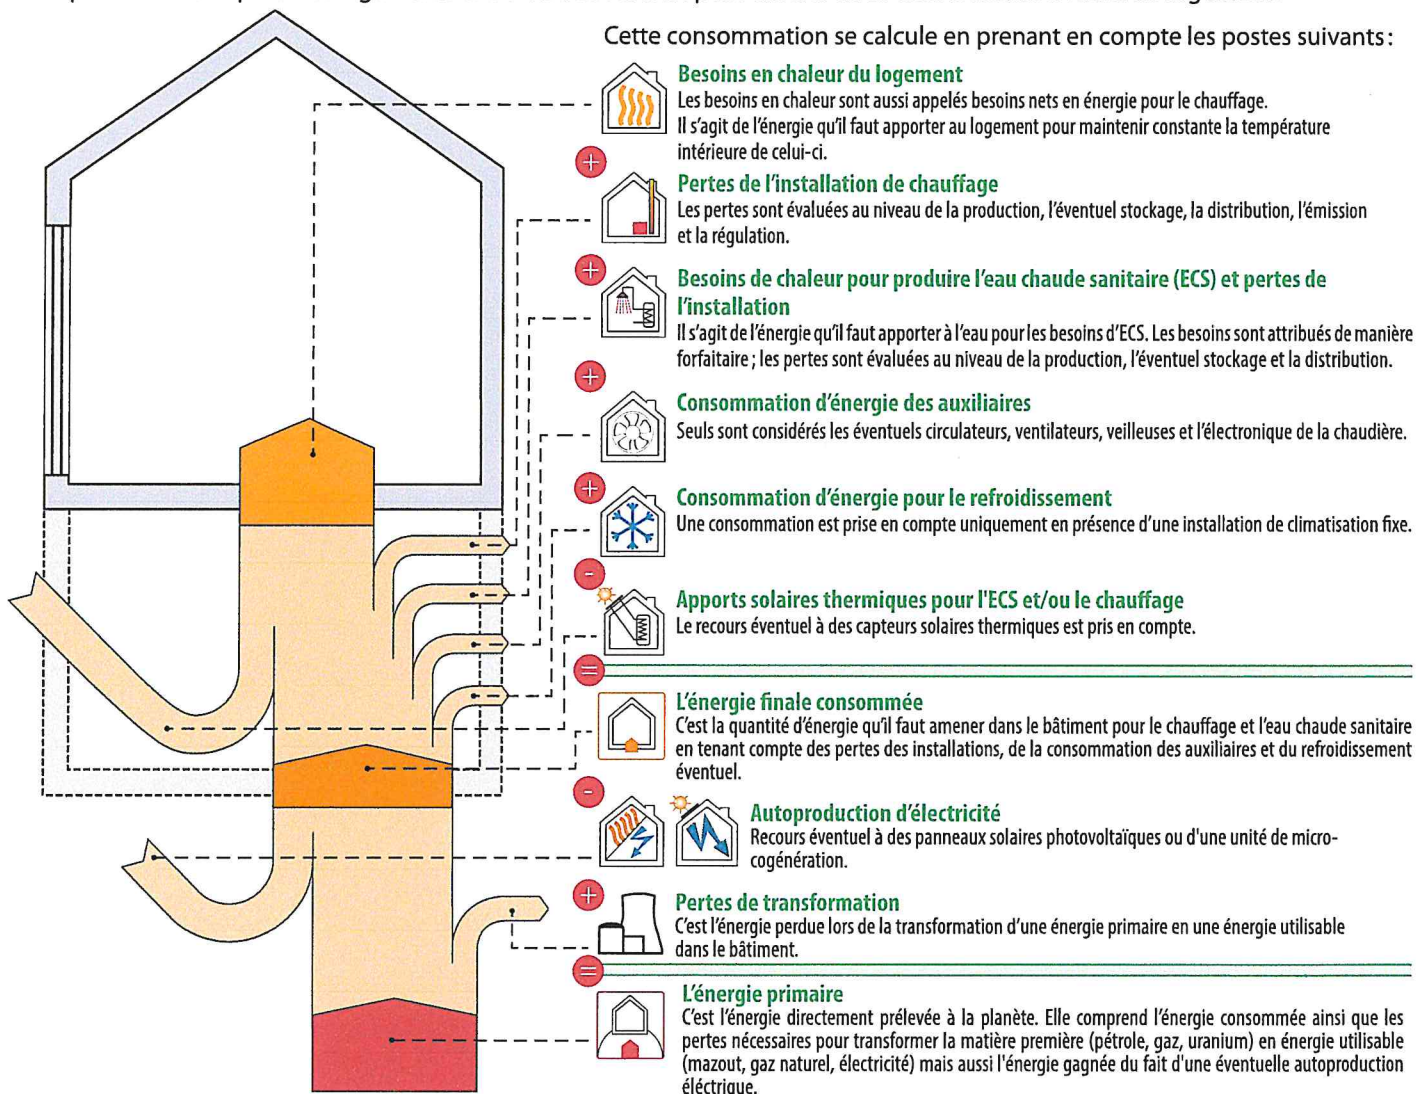 Cette consommation se calcule en prenant en compte les postes suivants :
Besoins en chaleur du logement
Les besoins en chaleur sont aussi appelés besoins nets en énergie pour le chauffage.
Il s'agit de l'énergie qu'il faut apporter au logement pour maintenir constante la température
intérieure de celui-ci.
+
Pertes de l'installation de chauffage
Les pertes sont évaluées au niveau de la production, l'éventuel stockage, la distribution, l'émission
et la régulation.
+
Besoins de chaleur pour produire l'eau chaude sanitaire (ECS) et pertes de
l'installation
Il s'agit de l'énergie qu'il faut apporter à l'eau pour les besoins d'ECS. Les besoins sont attribués de manière
forfaitaire ; les pertes sont évaluées au niveau de la production, l'éventuel stockage et la distribution.
+
Consommation d'énergie des auxiliaires
Seuls sont considérés les éventuels circulateurs, ventilateurs, veilleuses et l'électronique de la chaudière.
+
Consommation d'énergie pour le refroidissement
Une consommation est prise en compte uniquement en présence d'une installation de climatisation fixe.
-
Apports solaires thermiques pour l'ECS et/ou le chauffage
Le recours éventuel à des capteurs solaires thermiques est pris en compte.
=
L'énergie finale consommée
C'est la quantité d'énergie qu'il faut amener dans le bâtiment pour le chauffage et l'eau chaude sanitaire
en tenant compte des pertes des installations, de la consommation des auxiliaires et du refroidissement
éventuel.
-
Autoproduction d'électricité
Recours éventuel à des panneaux solaires photovoltaïques ou d'une unité de micro-
cogénération.
+
Pertes de transformation
C'est l'énergie perdue lors de la transformation d'une énergie primaire en une énergie utilisable
dans le bâtiment.
=
L'énergie primaire
C'est l'énergie directement prélevée à la planète. Elle comprend l'énergie consommée ainsi que les
pertes nécessaires pour transformer la matière première (pétrole, gaz, uranium) en énergie utilisable
(mazout, gaz naturel, électricité) mais aussi l'énergie gagnée du fait d'une éventuelle autoproduction
éléctrique.